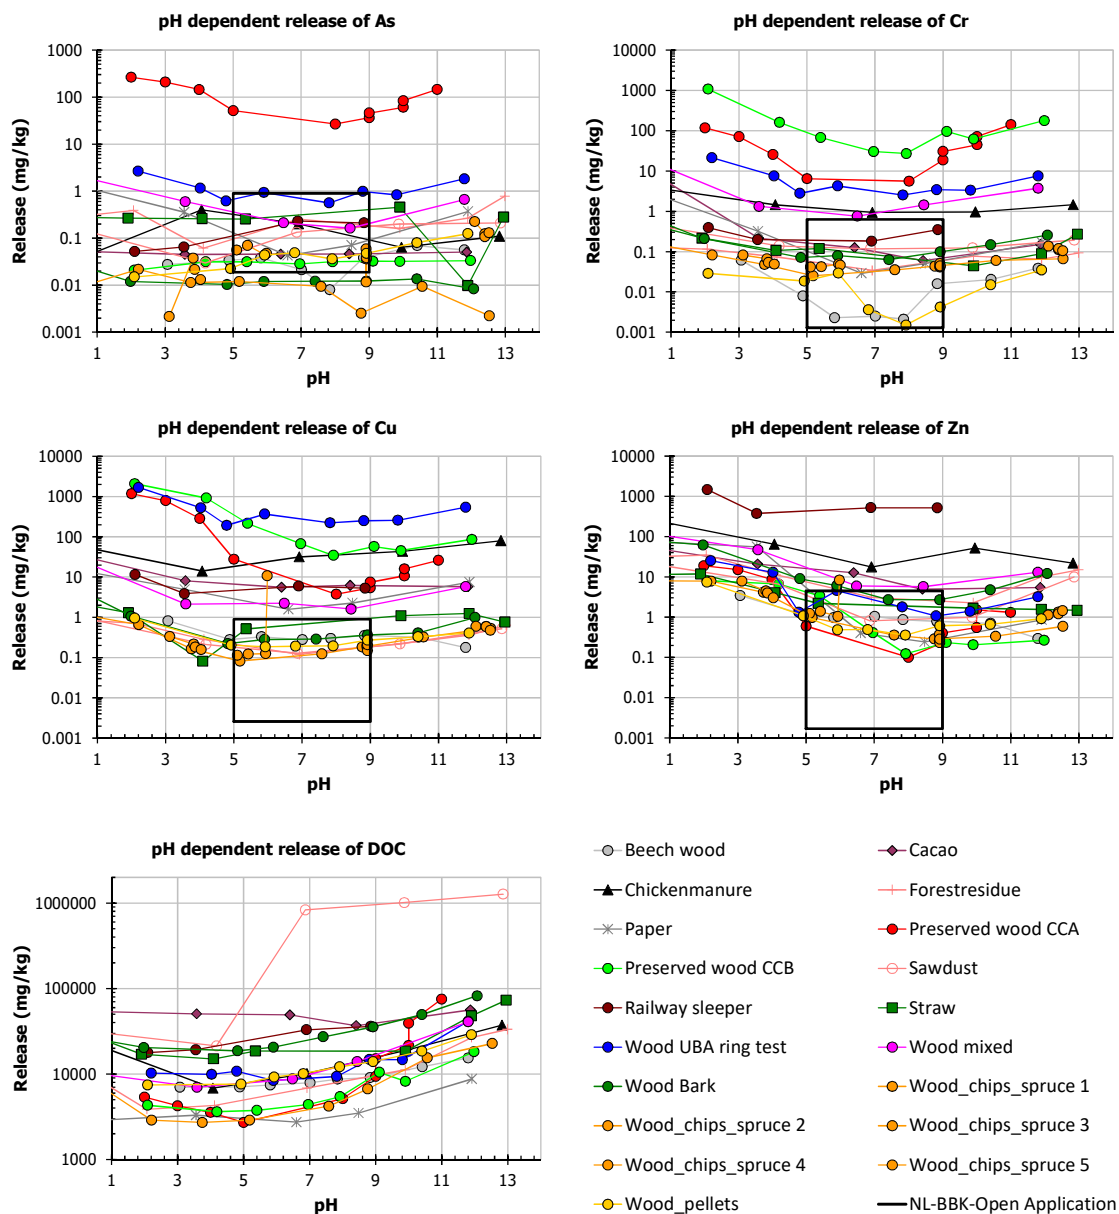 pH dependent release of As
1000
100
10
1
0.1
0.01
0.001
Release (mg/kg)
1 3 5 7 9 11 13
pH
pH dependent release of Cr
10000
1000
100
10
1
0.1
0.01
0.001
Release (mg/kg)
1 3 5 7 9 11 13
pH
pH dependent release of Cu
10000
1000
100
10
1
0.1
0.01
0.001
Release (mg/kg)
1 3 5 7 9 11 13
pH
pH dependent release of Zn
10000
1000
100
10
1
0.1
0.01
0.001
Release (mg/kg)
1 3 5 7 9 11 13
pH
pH dependent release of DOC
1000000
100000
10000
1000
Release (mg/kg)
1 3 5 7 9 11 13
pH
Beech wood Cacao
Chickenmanure Forestresidue
Paper Preserved wood CCA
Preserved wood CCB Sawdust
Railway sleeper Straw
Wood UBA ring test Wood mixed
Wood Bark Wood_chips_spruce 1
Wood_chips_spruce 2 Wood_chips_spruce 3
Wood_chips_spruce 4 Wood_chips_spruce 5
Wood_pellets NL-BBK-Open Application